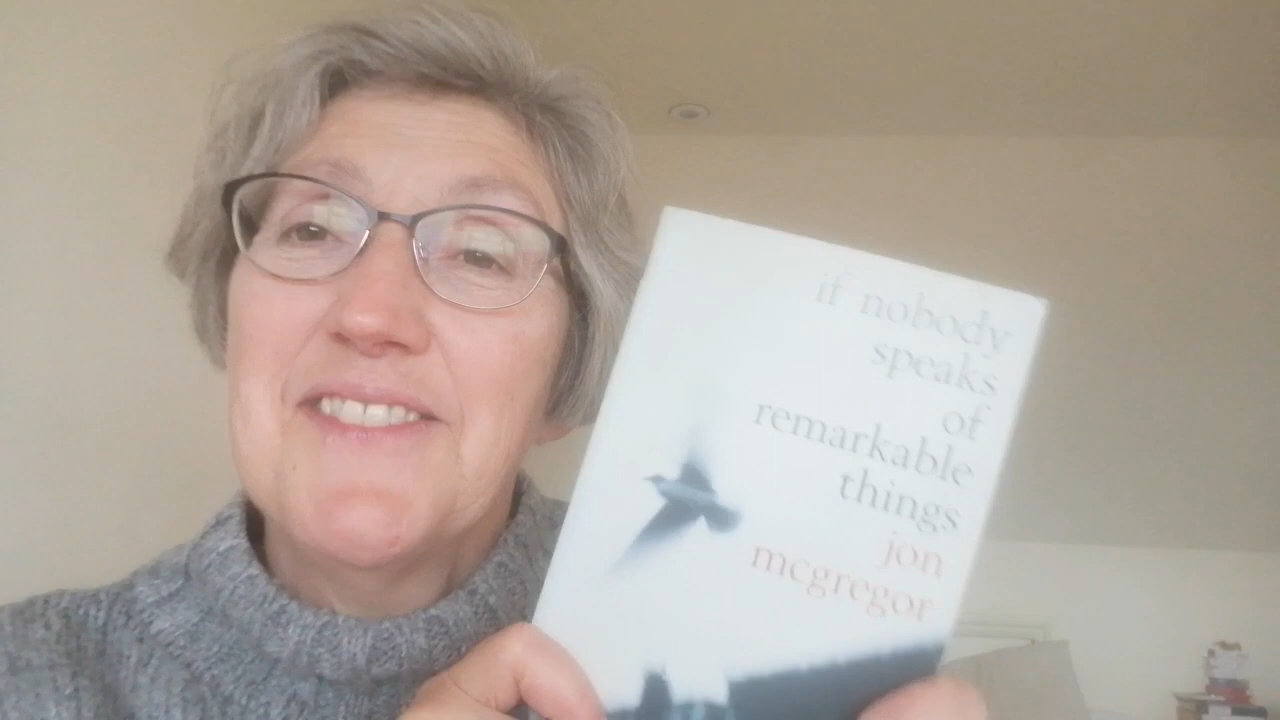 if nobody
speaks
of
remarkable
things
jon
mcgregor